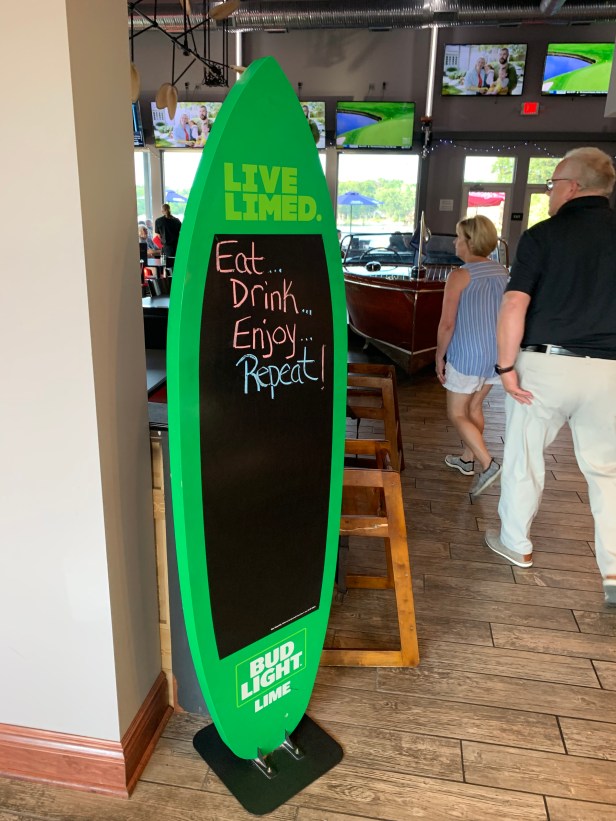 LIVE
LIMED.
Eat...
Drink...
Enjoy...
Repeat!
BUD
LIGHT
LIME